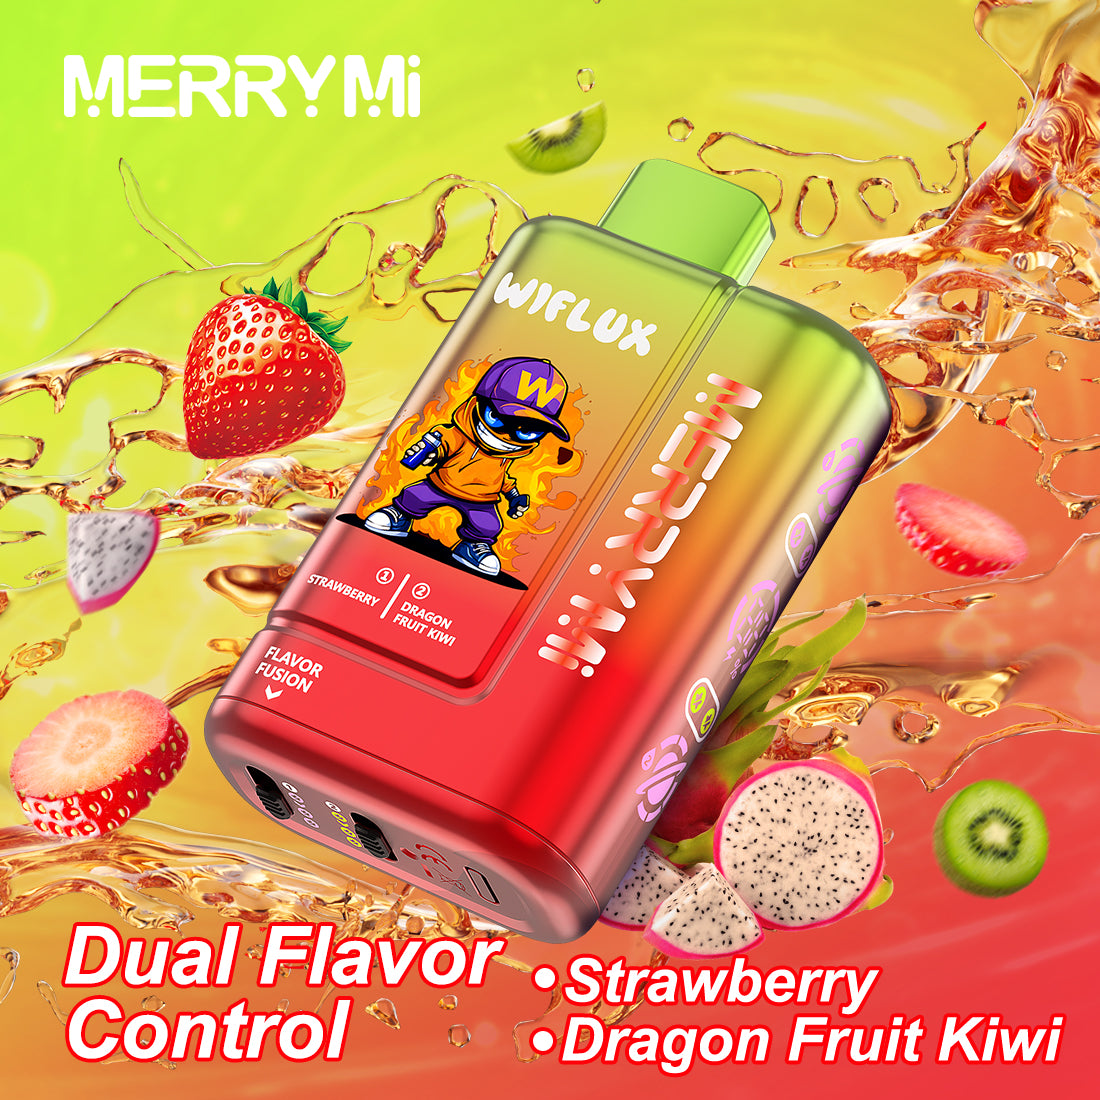 MERRYMi
WIFLUX
W
MERRYMi
① ②
STRAWBERRY
DRAGON
FRUIT KIWI
FLAVOR
FUSION
Dual Flavor
Control
•Strawberry
•Dragon Fruit Kiwi